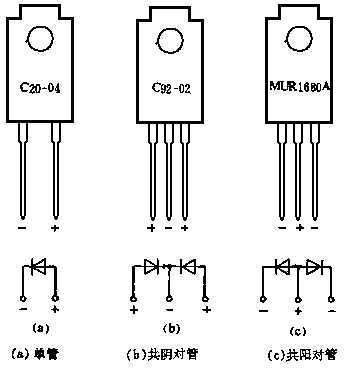 C20-04 C92-02 MUR1680A
- + + - + - + -
- + + - + - + -
(a) (b) (c)
(a)单管 (b)共阴对管 (c)共阳对管